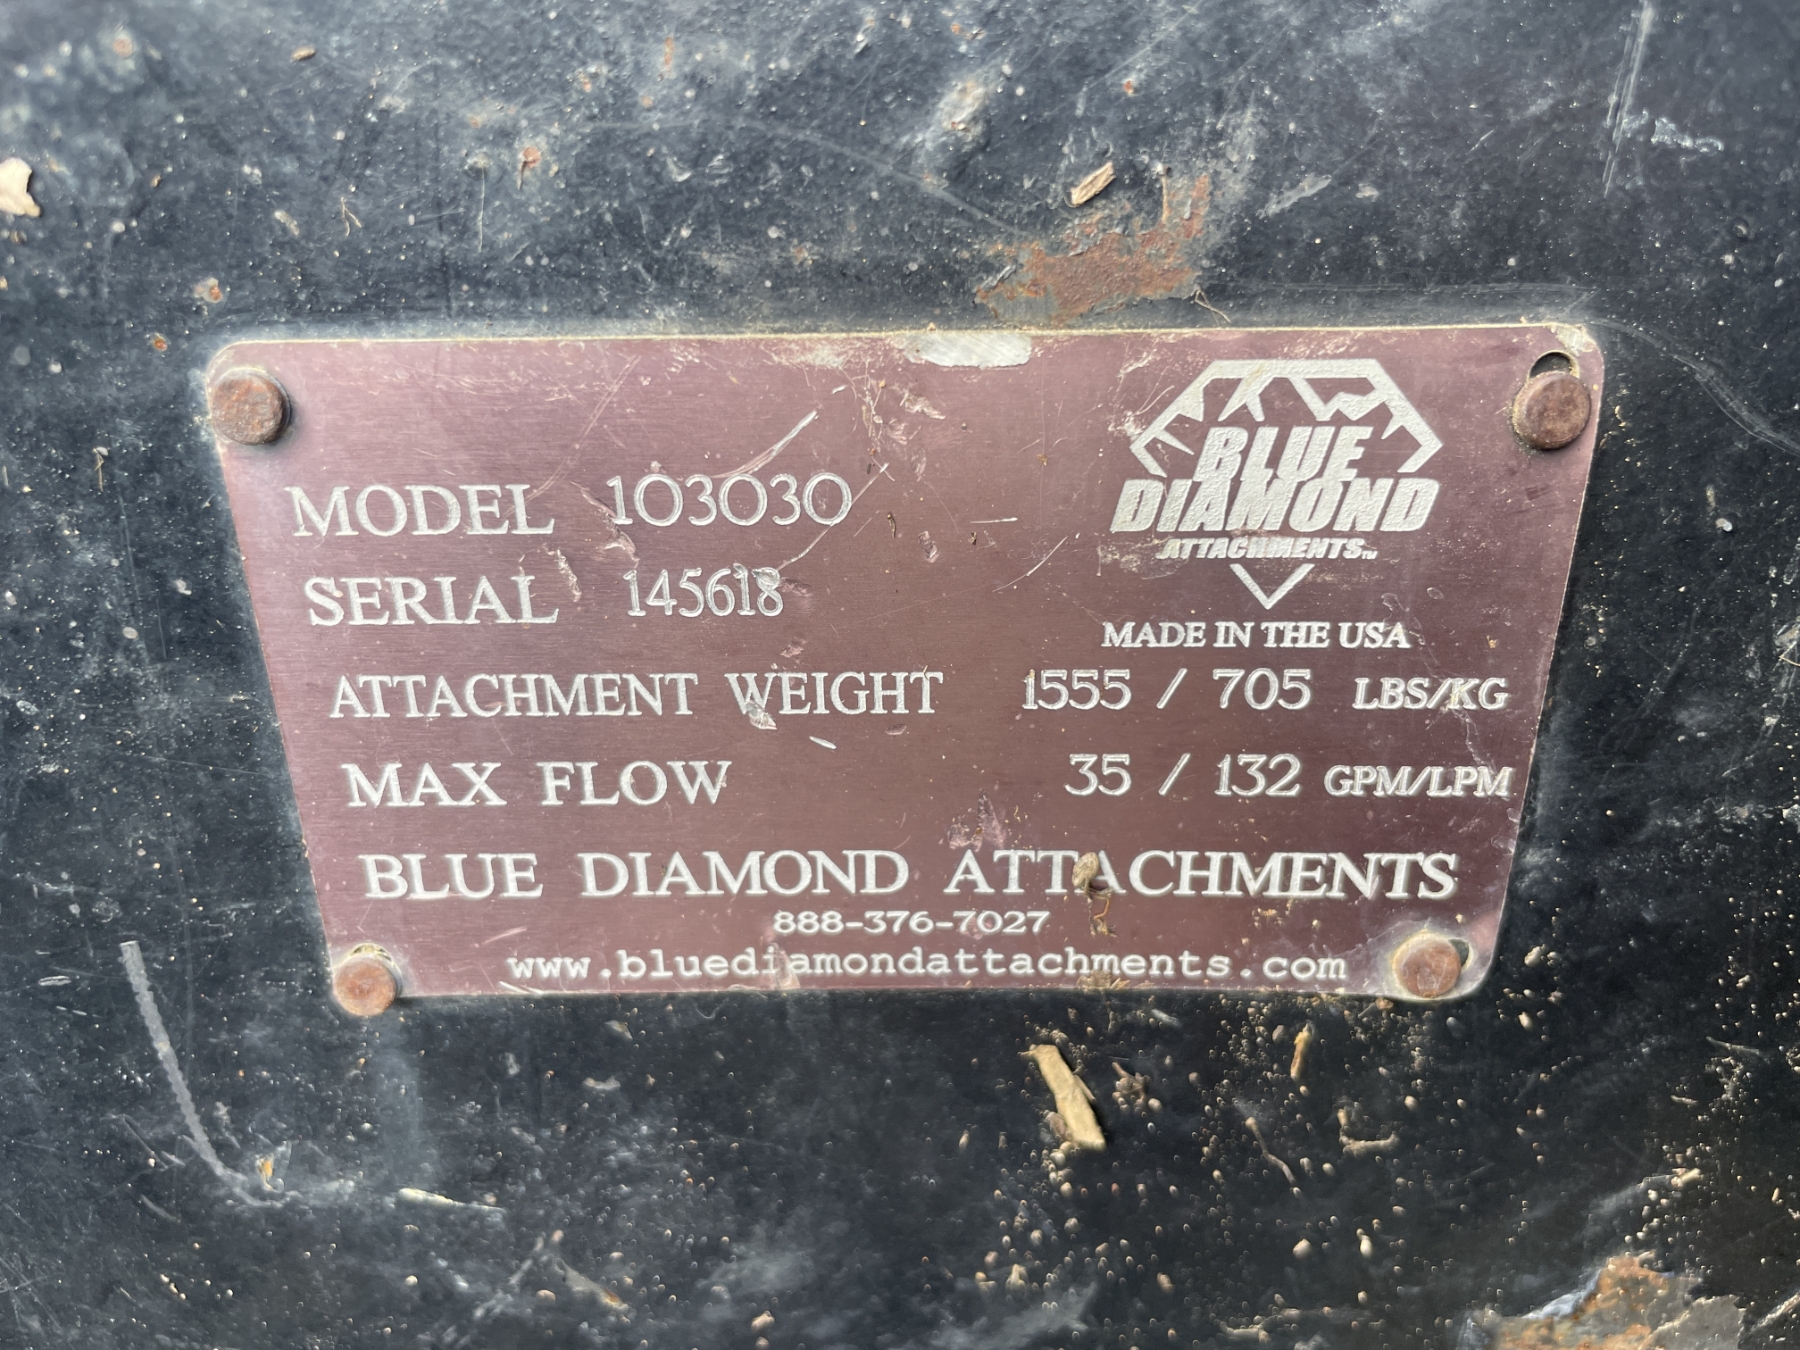 BLUE
DIAMOND
ATTACHMENTS™
MADE IN THE USA
MODEL 103030
SERIAL 145618
ATTACHMENT WEIGHT 1555 / 705 LBS/KG
MAX FLOW 35 / 132 GPM/LPM
BLUE DIAMOND ATTACHMENTS
888-376-7027
www.bluediamondattachments.com